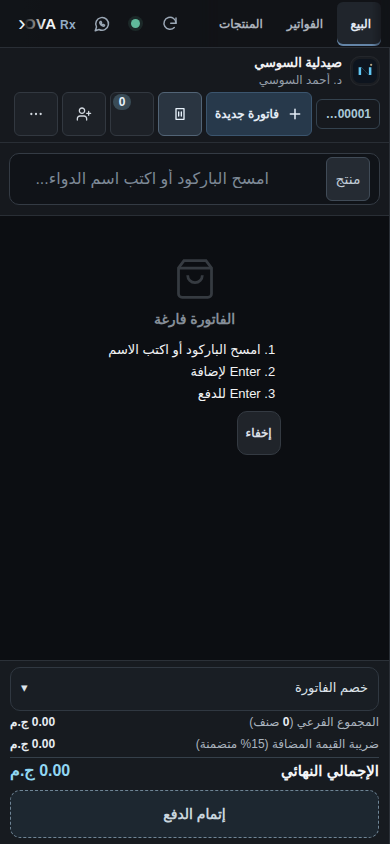 البيع
الفواتير
المنتجات
OVA Rx
صيدلية السوسي
د. أحمد السوسي
00001...
فاتورة جديدة
0
منتج
امسح الباركود أو اكتب اسم الدواء...
الفاتورة فارغة
1. امسح الباركود أو اكتب الاسم
2. Enter لإضافة
3. Enter للدفع
إخفاء
خصم الفاتورة
المجموع الفرعي (0 صنف) 0.00 ج.م
ضريبة القيمة المضافة (15% متضمنة) 0.00 ج.م
الإجمالي النهائي 0.00 ج.م
إتمام الدفع